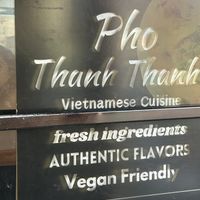 Pho
Thanh Thanh
Vietnamese Cuisine
fresh ingredients
AUTHENTIC FLAVORS
Vegan Friendly